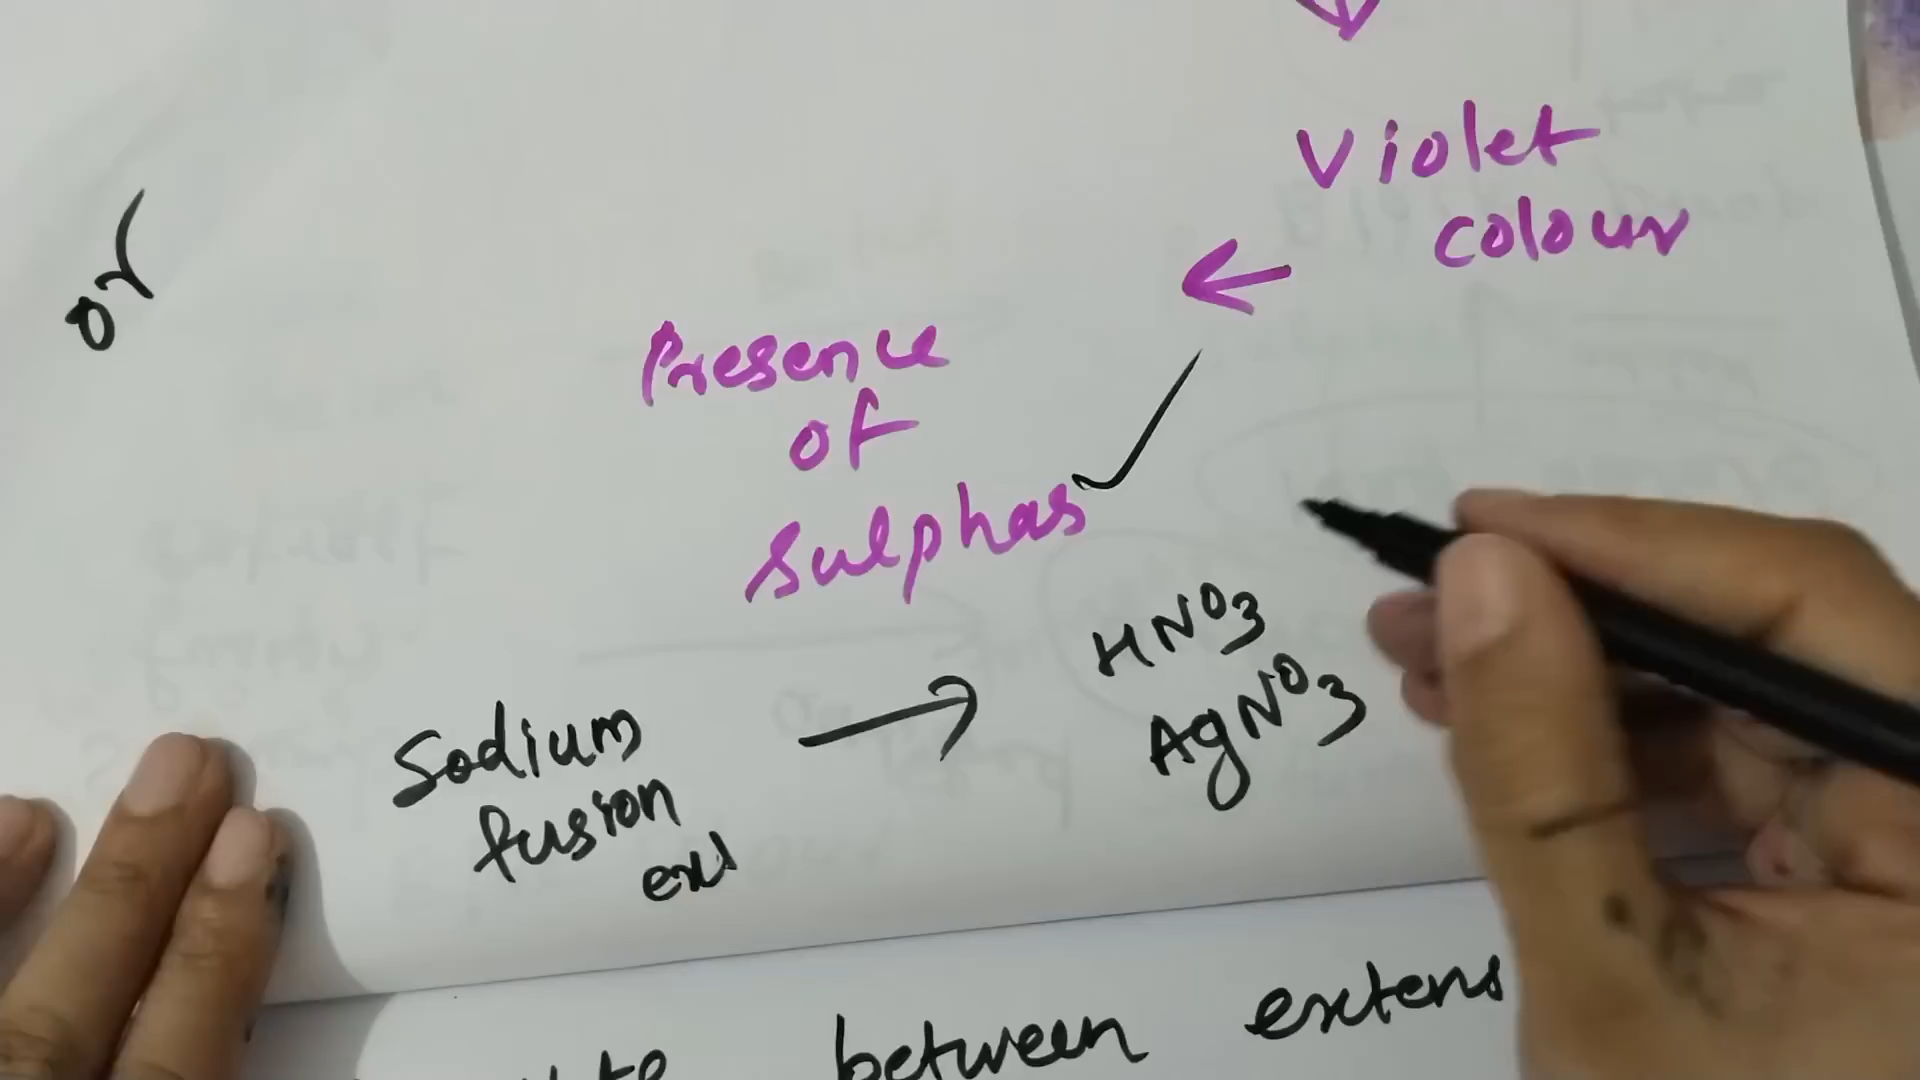 Violet
colour
or
Presence
of
Sulphas
HNO3
AgNO3
Sodium
fusion
ext
between extens